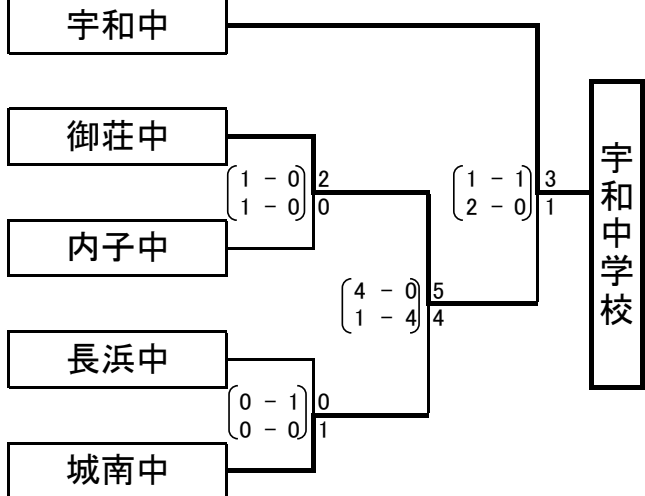 宇和中
御荘中
1 - 0 2
1 - 0 0
内子中
1 - 1 3
2 - 0 1
宇和中学校
4 - 0 5
1 - 4 4
長浜中
0 - 1 0
0 - 0 1
城南中